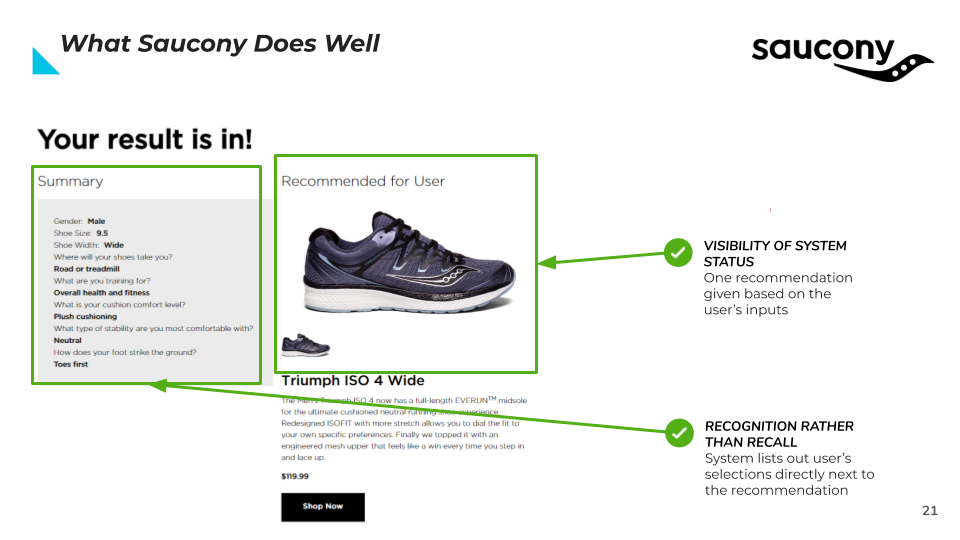 What Saucony Does Well
saucony
Your result is in!
Summary
Gender: Male
Shoe Size: 9.5
Shoe Width: Wide
Where will your shoes take you?
Road or treadmill
What are you training for?
Overall health and fitness
What is your cushion comfort level?
Plush cushioning
What type of stability are you most comfortable with?
Neutral
How does your foot strike the ground?
Toes first
Recommended for User
Triumph ISO 4 Wide
The Men's Triumph ISO 4 now has a full-length EVERUN™ midsole
for the ultimate cushioned neutral running shoe experience.
Redesigned ISOFIT with more stretch allows you to dial the fit to
your own specific preferences. Finally we topped it with an
engineered mesh upper that feels like a win every time you step in
and lace up.
$119.99
Shop Now
VISIBILITY OF SYSTEM
STATUS
One recommendation
given based on the
user's inputs
RECOGNITION RATHER
THAN RECALL
System lists out user's
selections directly next to
the recommendation
21